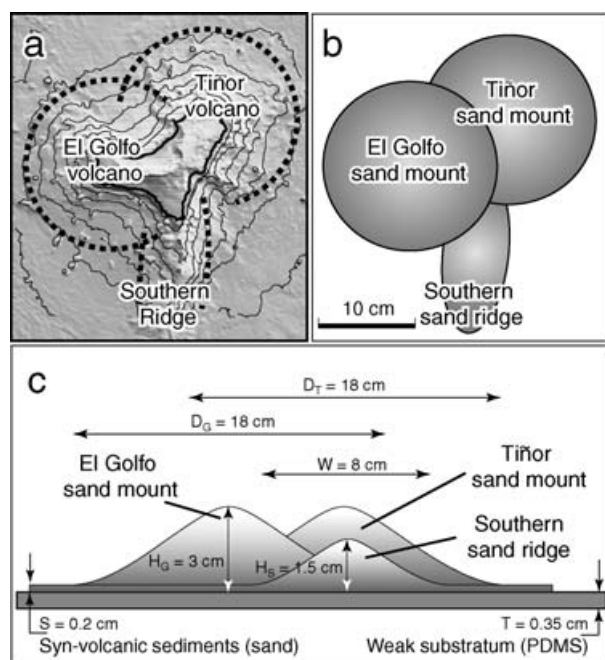 a
Tiñor
volcano
El Golfo
volcano
Southern
Ridge
b
Tiñor
sand mount
El Golfo
sand mount
Southern
sand ridge
10 cm
c
D_T = 18 cm
D_G = 18 cm
El Golfo
sand mount
W = 8 cm
Tiñor
sand mount
Southern
sand ridge
H_G = 3 cm
H_S = 1.5 cm
S = 0.2 cm
T = 0.35 cm
Syn-volcanic sediments (sand)
Weak substratum (PDMS)